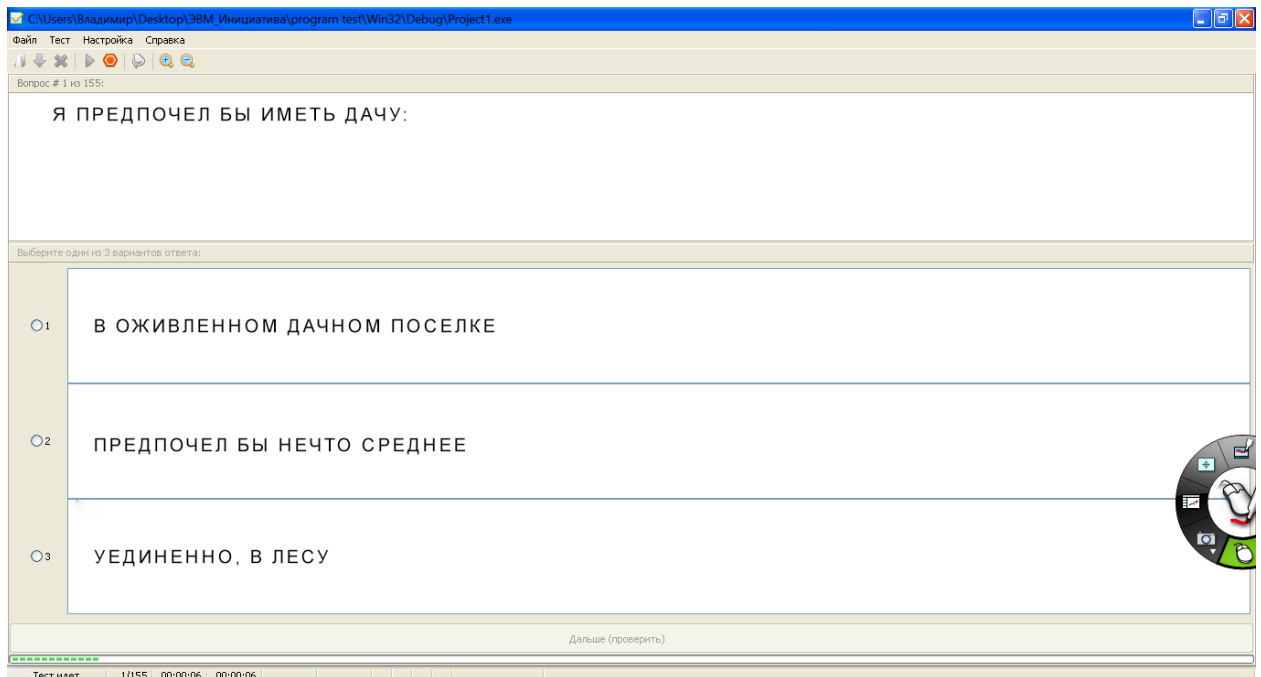 C:\Users\Владимир\Desktop\ЭВМ_Инициатива\program test\Win32\Debug\Project1.exe
Файл Тест Настройка Справка
Вопрос # 1 из 155:
Я ПРЕДПОЧЕЛ БЫ ИМЕТЬ ДАЧУ:
Выберите один из 3 вариантов ответа:
1 В ОЖИВЛЕННОМ ДАЧНОМ ПОСЕЛКЕ
2 ПРЕДПОЧЕЛ БЫ НЕЧТО СРЕДНЕЕ
3 УЕДИНЕННО, В ЛЕСУ
Дальше (проверить)
Тест идет 1/155 00:00:06 00:00:06